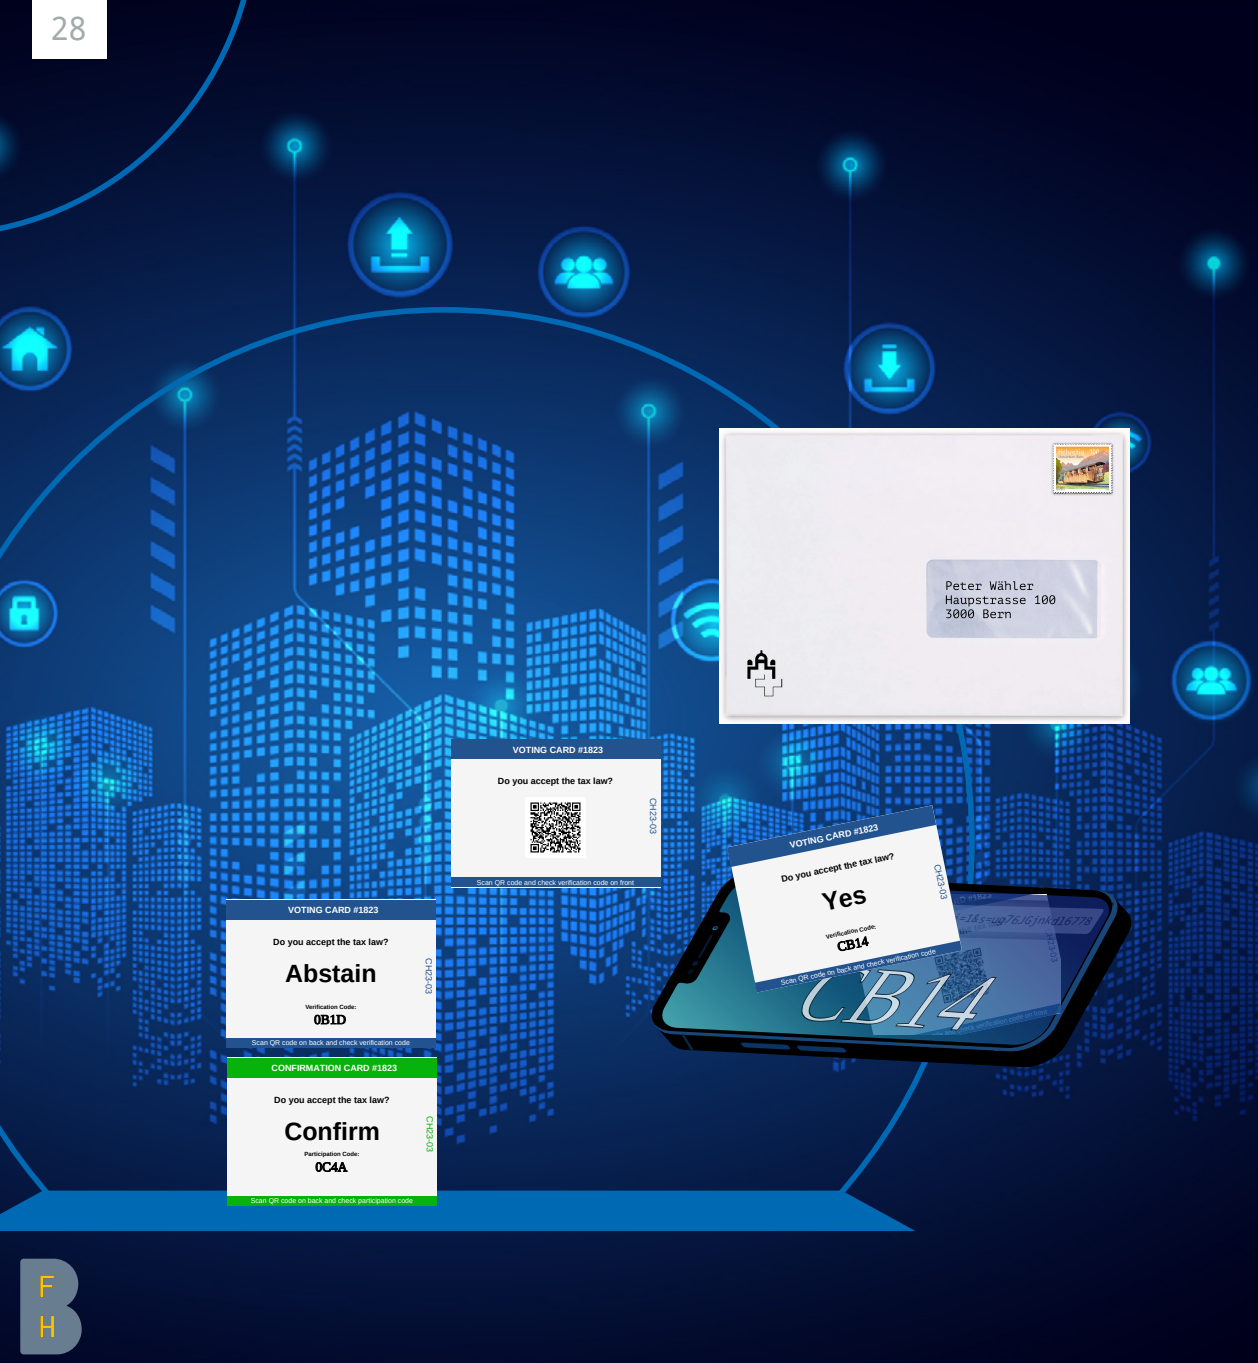 28
Helvetia
Peter Wähler
Haupstrasse 100
3000 Bern
VOTING CARD #1823
Do you accept the tax law?
CH23-03
Scan QR code and check verification code on front
VOTING CARD #1823
Do you accept the tax law?
Yes
CH23-03
Verification Code:
CB14
Scan QR code on back and check verification code
=1&s=ug76JGjnkd16778
CB14
VOTING CARD #1823
Do you accept the tax law?
Abstain
CH23-03
Verification Code:
0B1D
Scan QR code on back and check verification code
CONFIRMATION CARD #1823
Do you accept the tax law?
Confirm
CH23-03
Participation Code:
0C4A
Scan QR code on back and check participation code
F
H